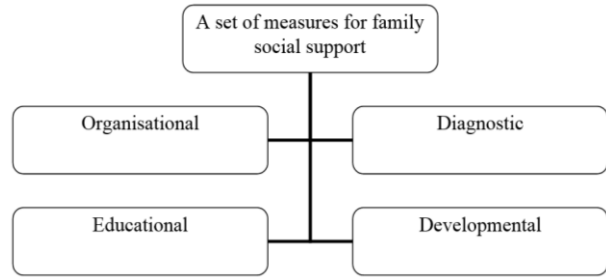 A set of measures for family
social support
Organisational
Diagnostic
Educational
Developmental